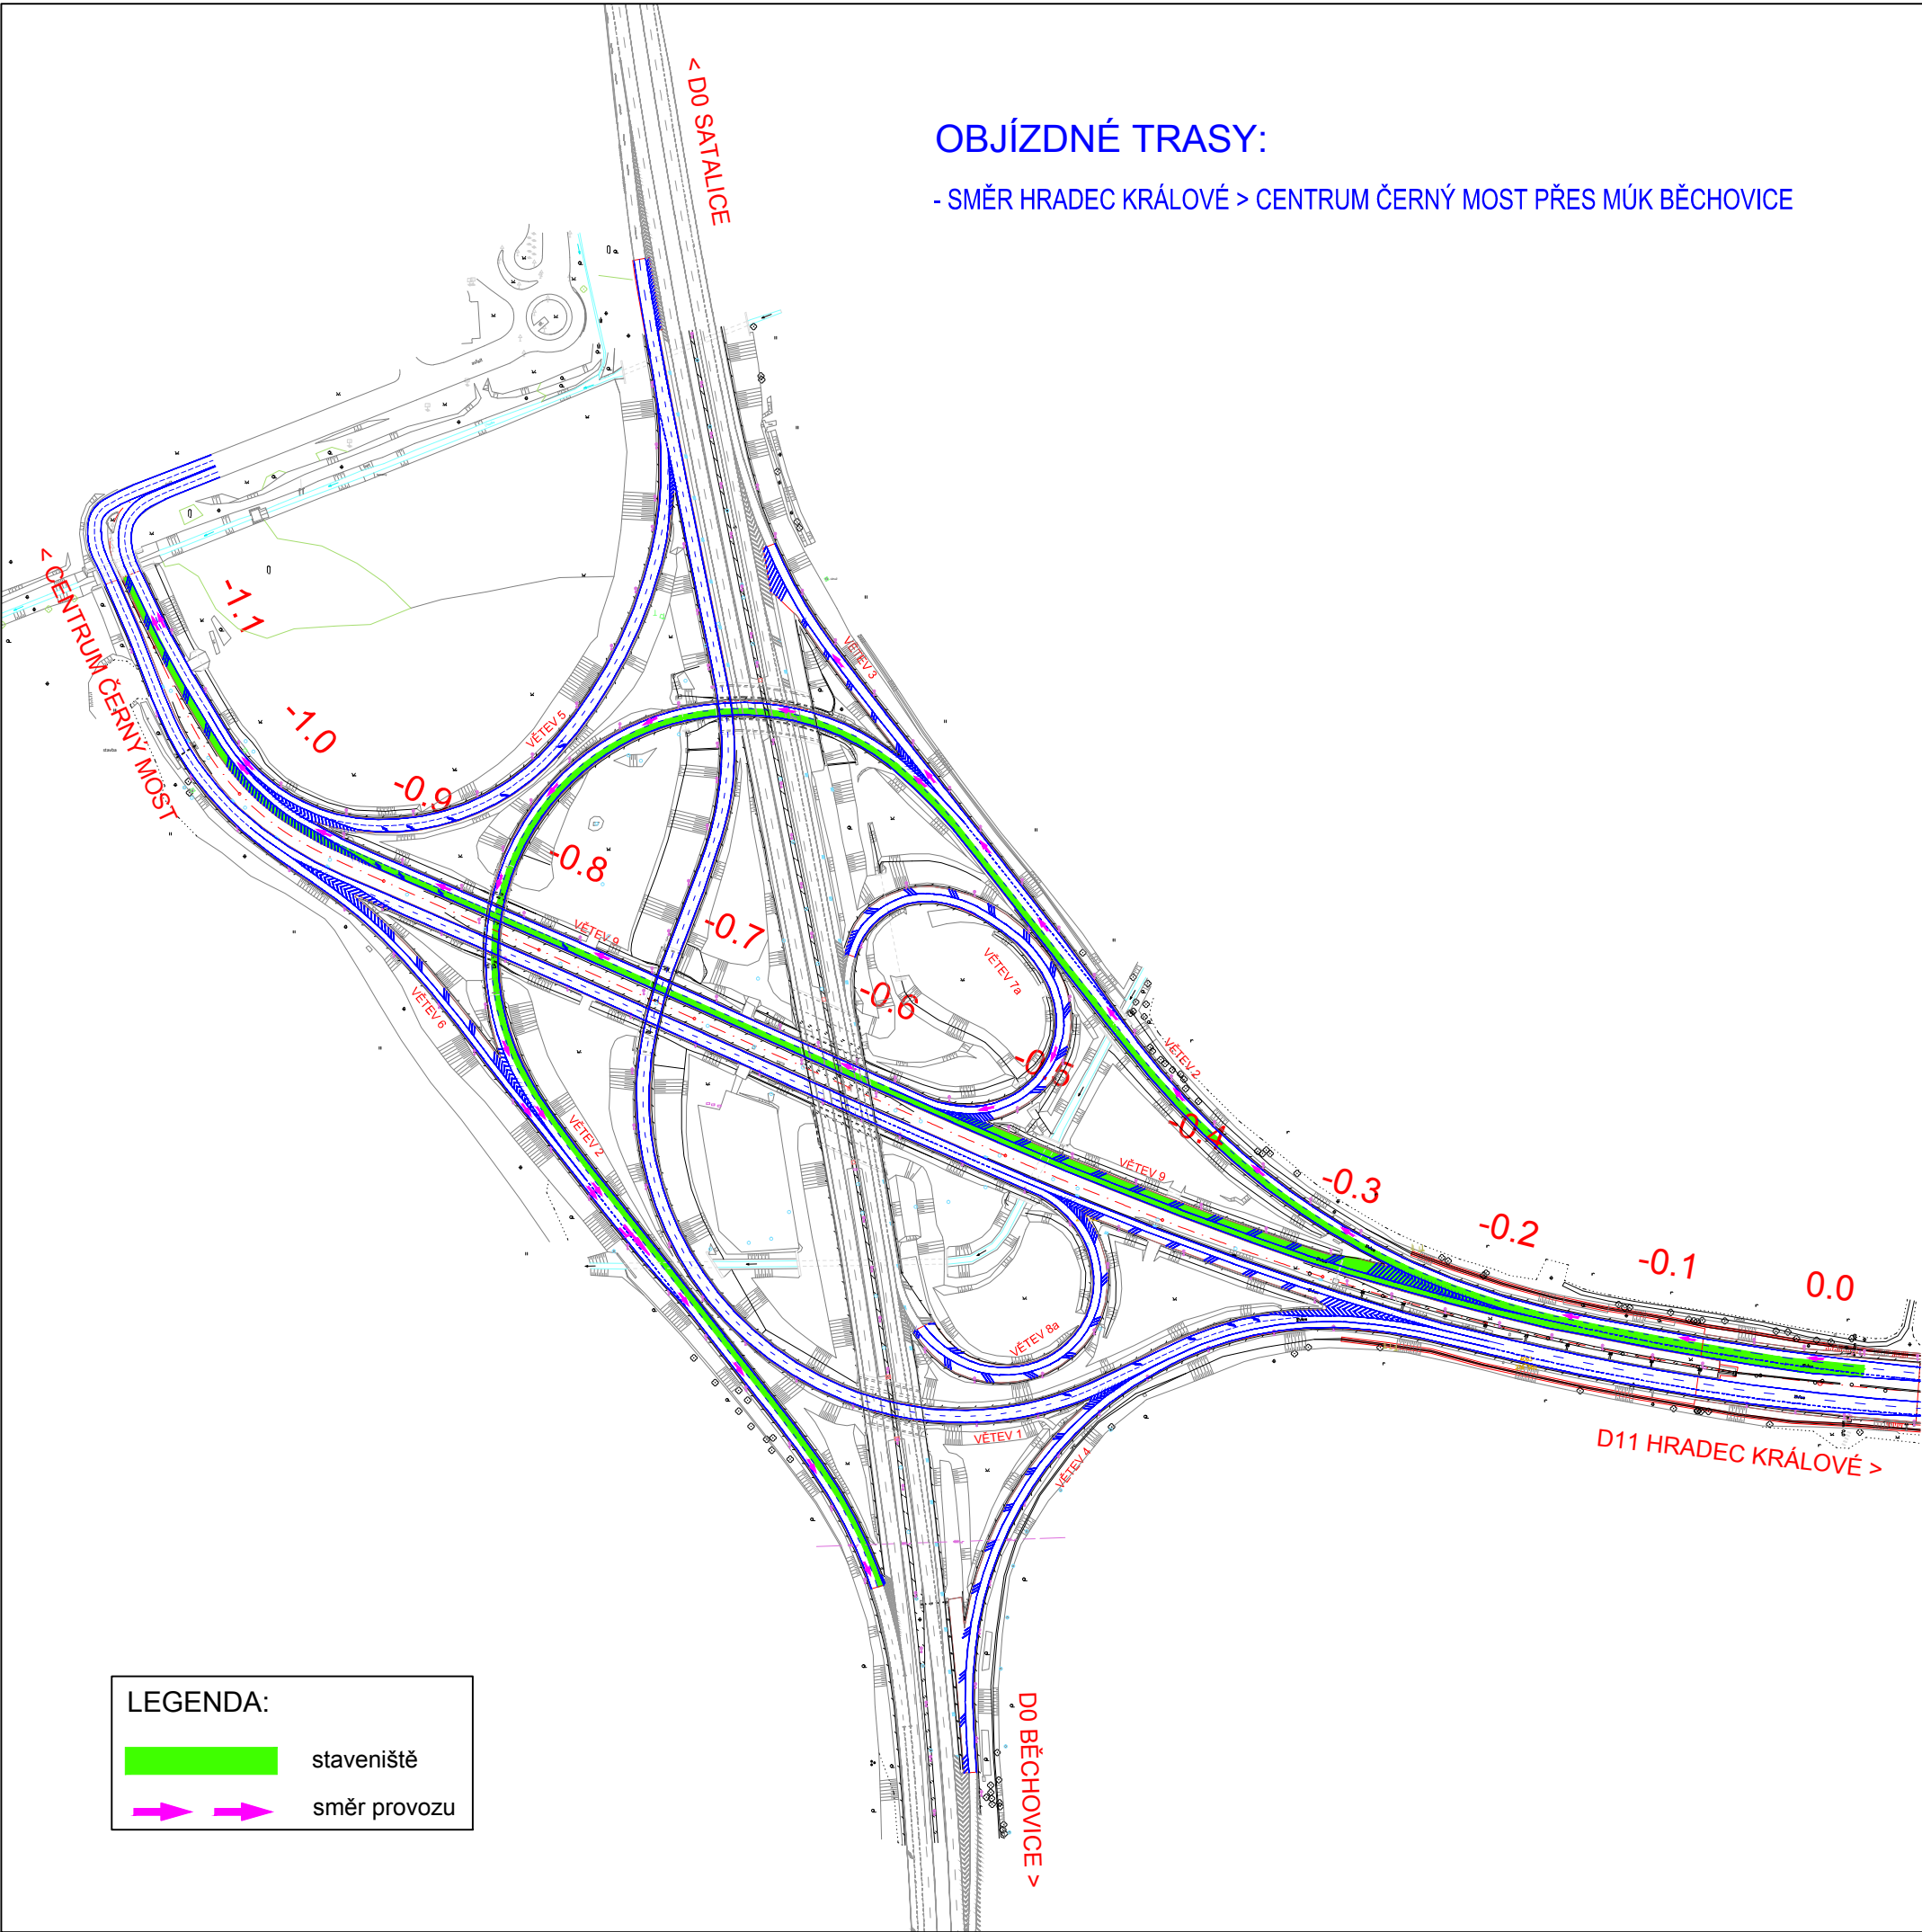 < D0 SATALICE
OBJÍZDNÉ TRASY:
- SMĚR HRADEC KRÁLOVÉ > CENTRUM ČERNÝ MOST PŘES MÚK BĚCHOVICE
< CENTRUM ČERNÝ MOST
-1.1
-1.0
-0.9
-0.8
-0.7
-0.6
-0.5
-0.4
-0.3
-0.2
-0.1
0.0
VĚTEV 3
VĚTEV 5
VĚTEV 9
VĚTEV 7a
VĚTEV 6
VĚTEV 2
VĚTEV 2
VĚTEV 9
VĚTEV 8a
VĚTEV 1
VĚTEV 4
D11 HRADEC KRÁLOVÉ >
D0 BĚCHOVICE >
LEGENDA:
staveniště
směr provozu